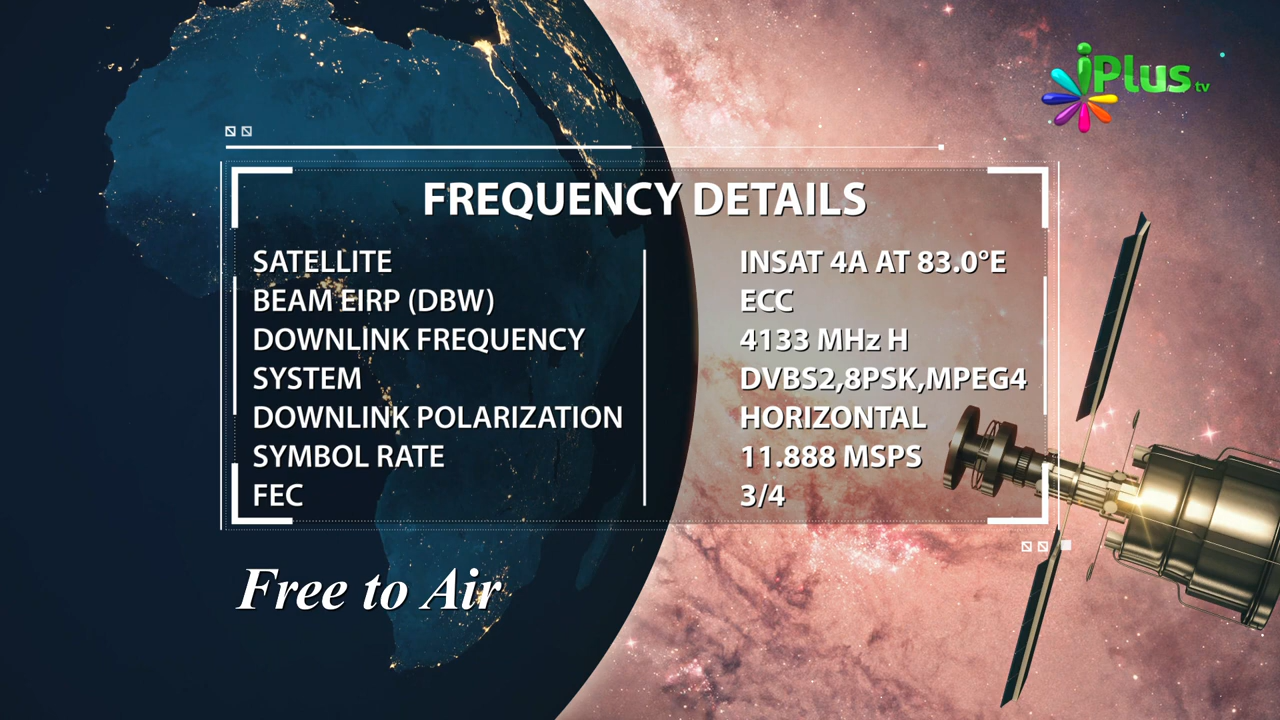 iPlus tv
FREQUENCY DETAILS
SATELLITE INSAT 4A AT 83.0°E
BEAM EIRP (DBW) ECC
DOWNLINK FREQUENCY 4133 MHz H
SYSTEM DVBS2,8PSK,MPEG4
DOWNLINK POLARIZATION HORIZONTAL
SYMBOL RATE 11.888 MSPS
FEC 3/4
Free to Air